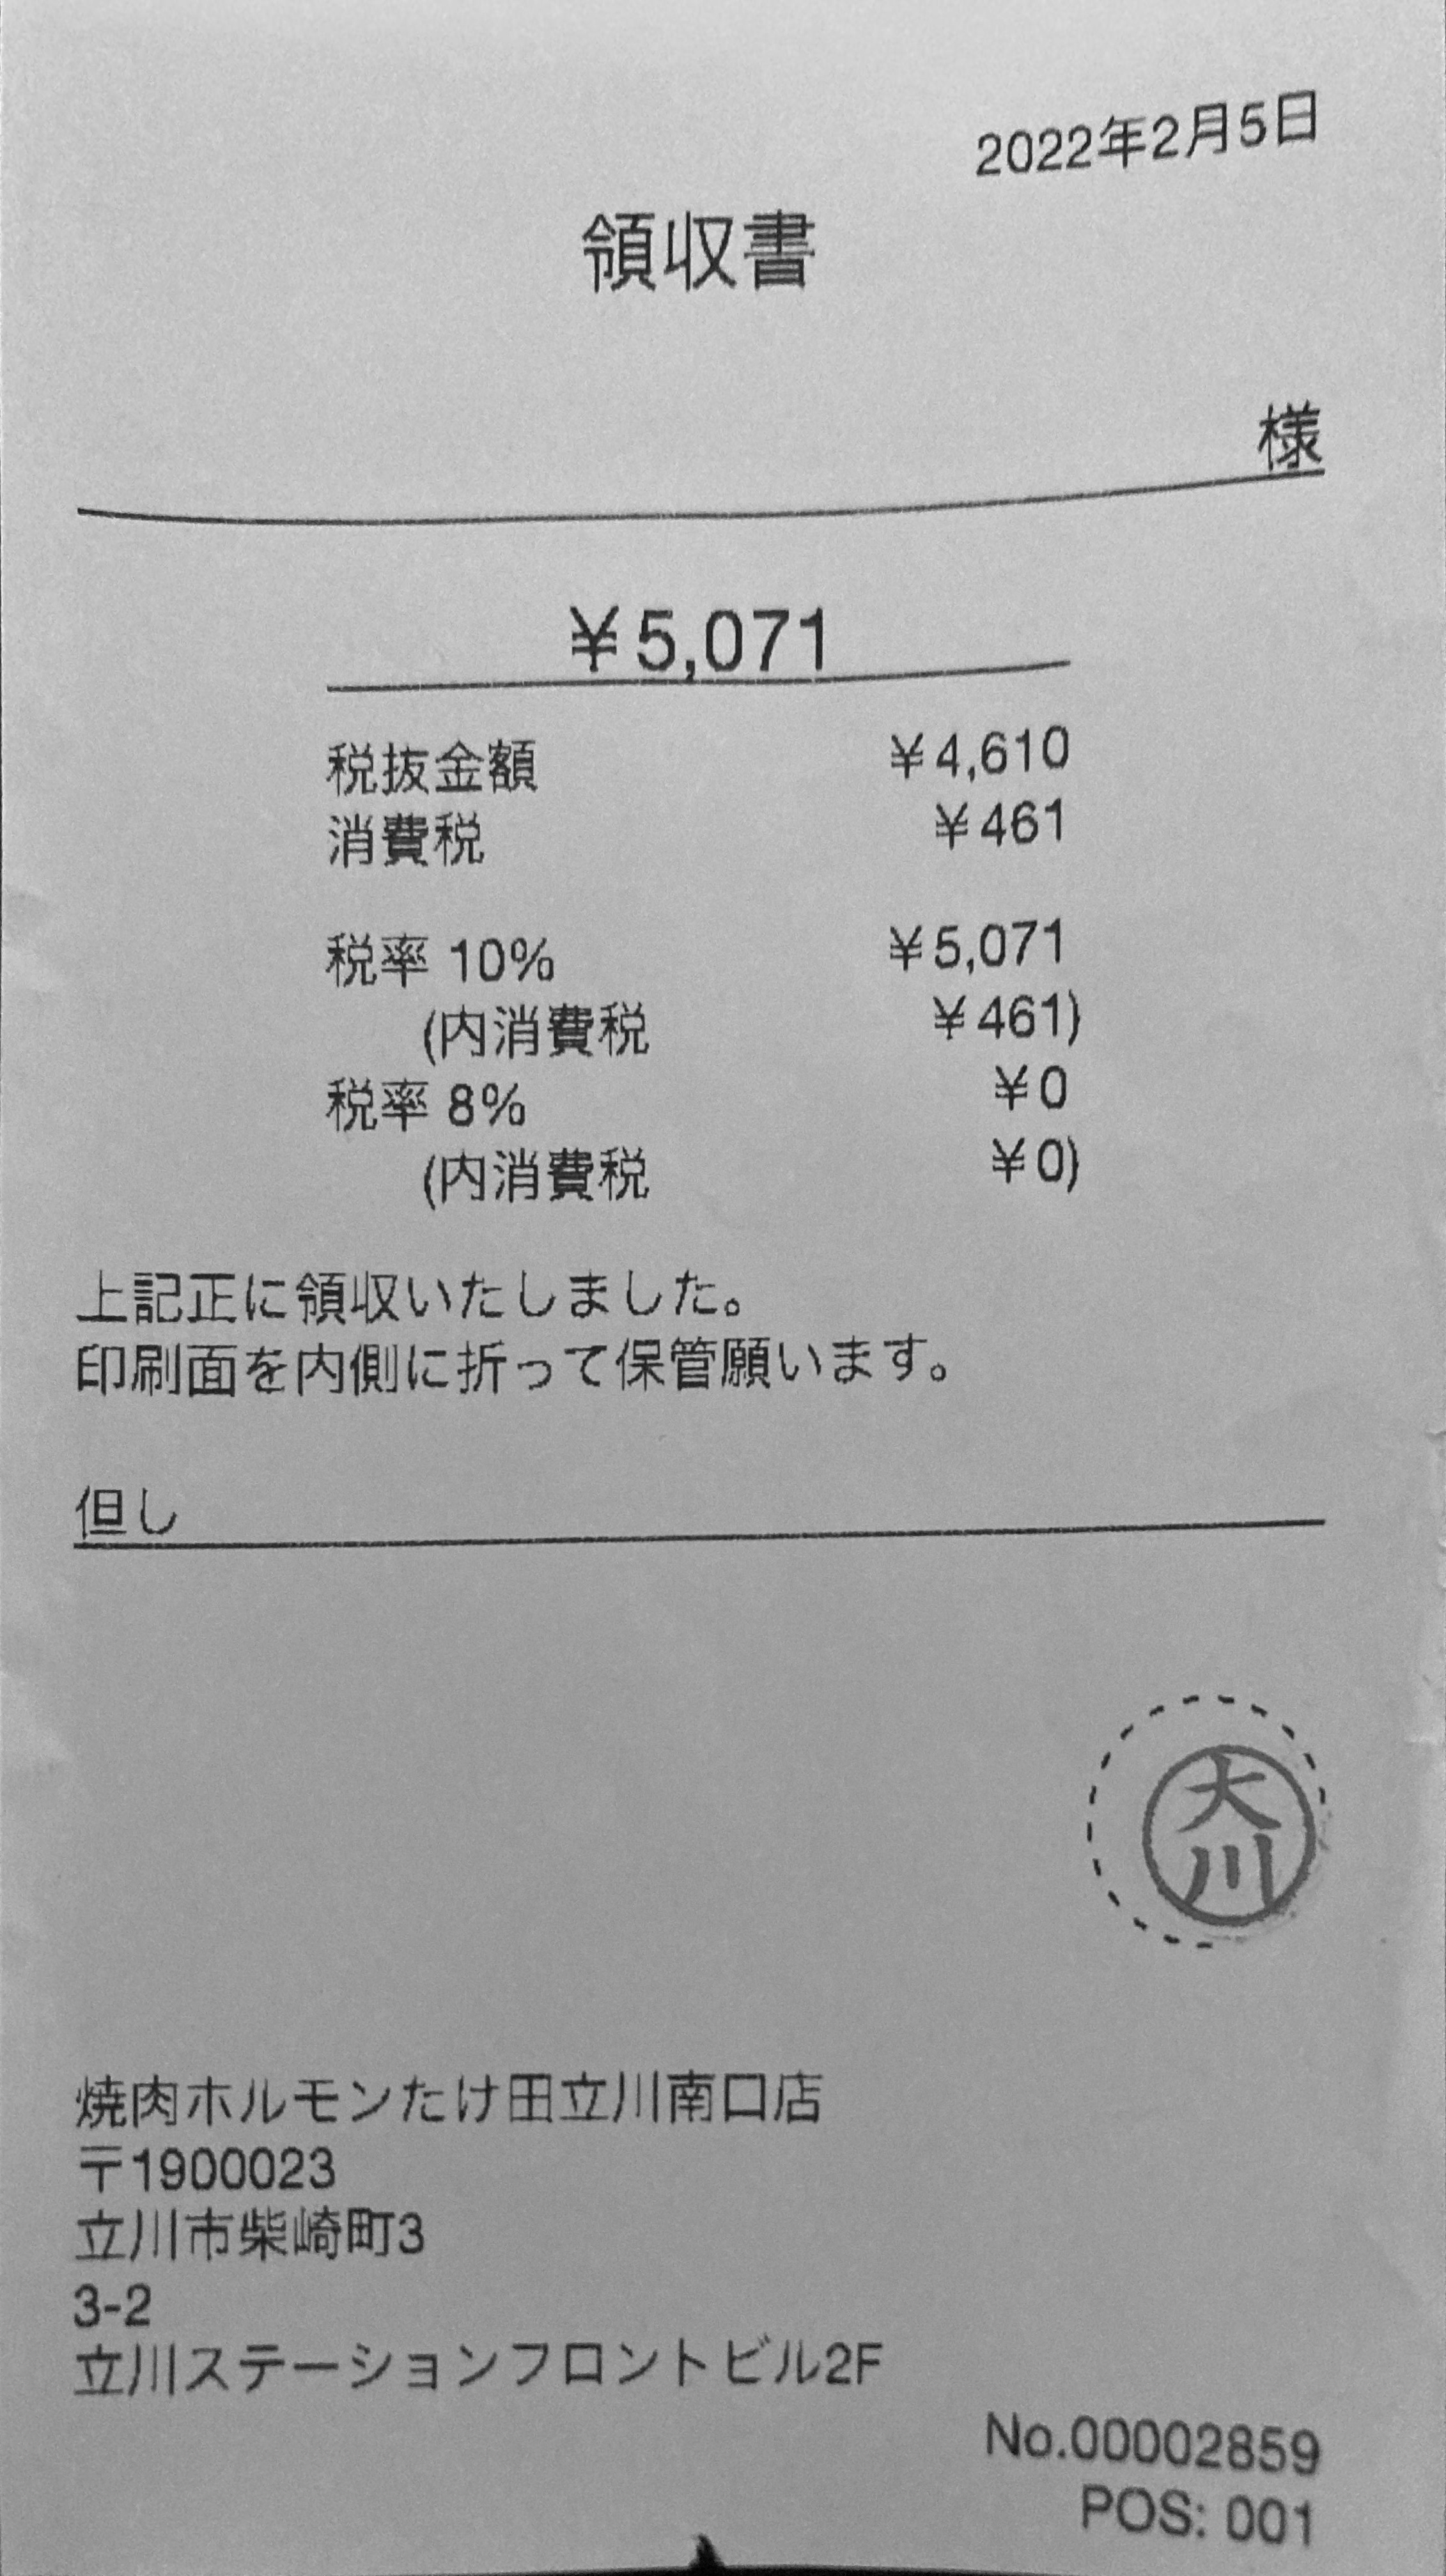 2022年2月5日
領収書
様
¥5,071
税抜金額 ¥4,610
消費税 ¥461
税率 10% ¥5,071
(内消費税 ¥461)
税率 8% ¥0
(内消費税 ¥0)
上記正に領収いたしました。
印刷面を内側に折って保管願います。
但し
大川
焼肉ホルモンたけ田立川南口店
〒1900023
立川市柴崎町3
3-2
立川ステーションフロントビル2F
No.00002859
POS: 001